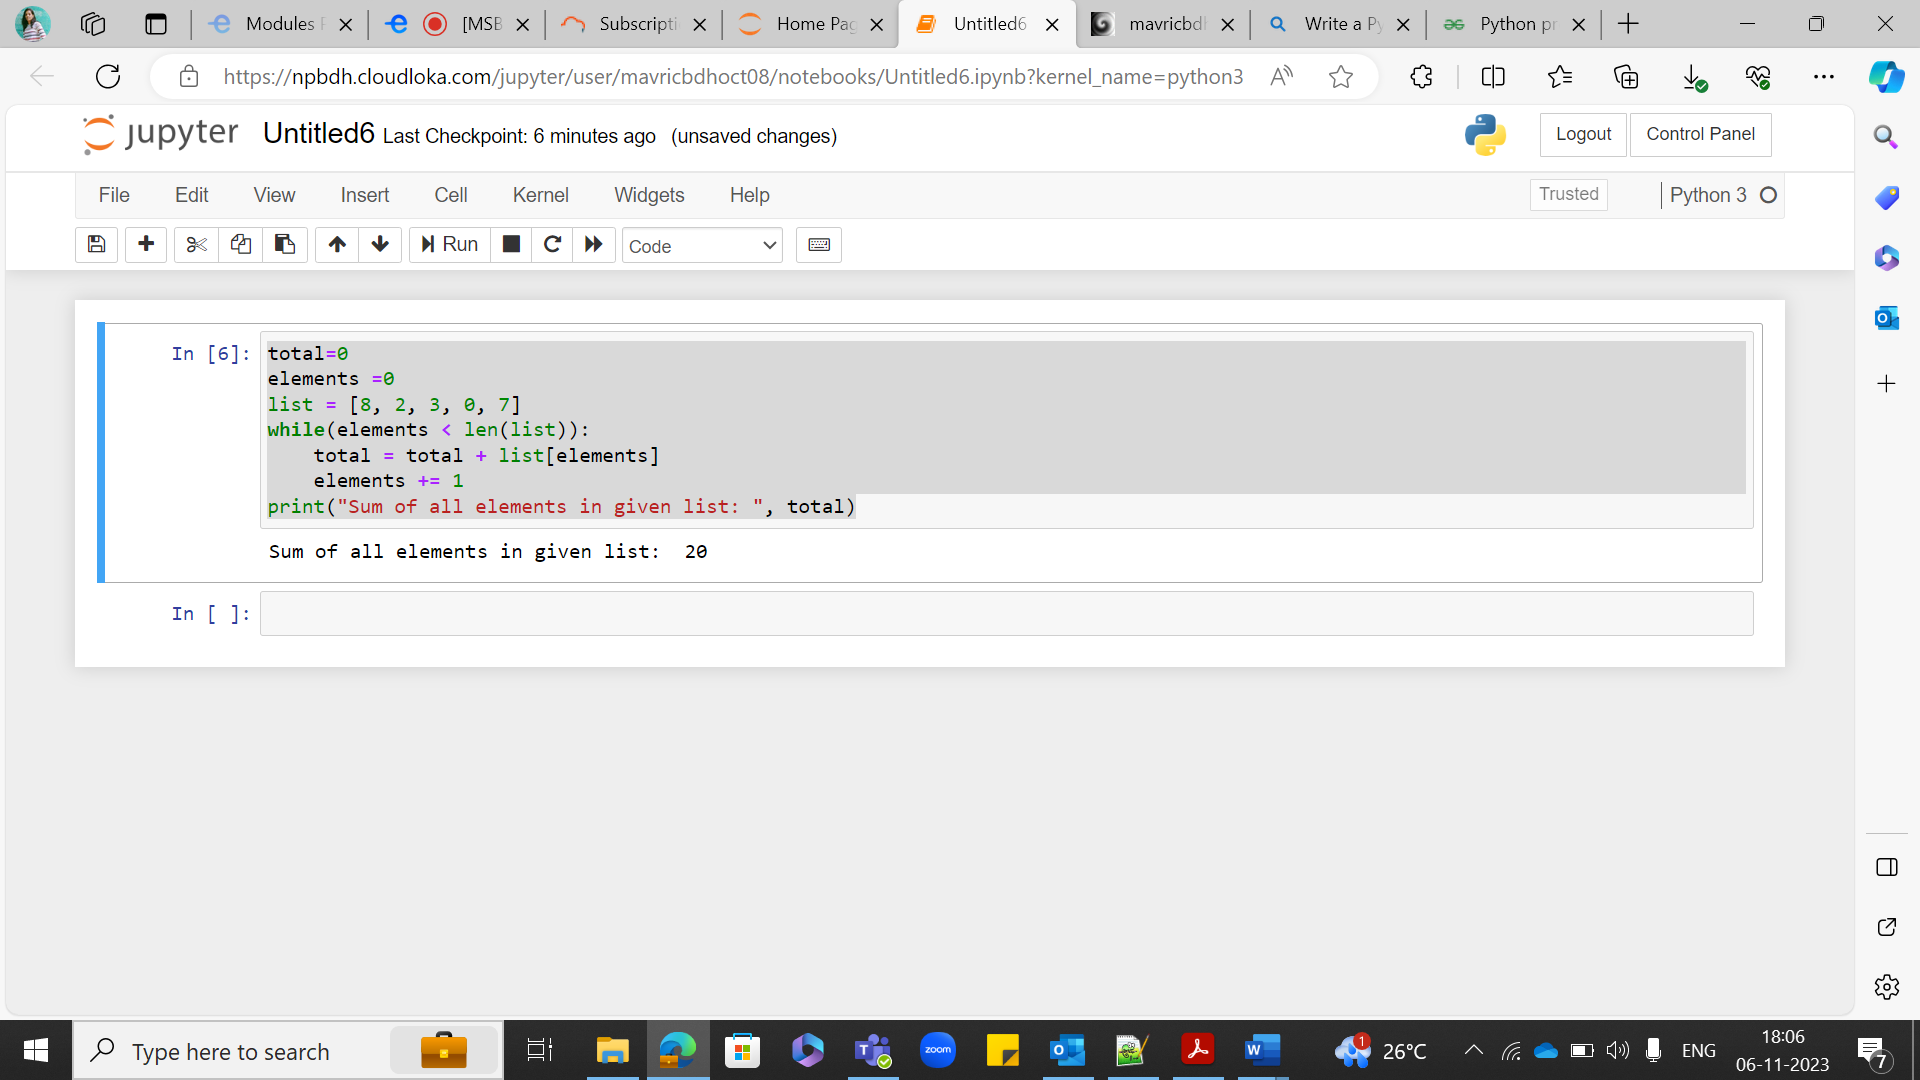 Modules
[MSB
Subscripti
Home Pag
Untitled6
mavricbdh
Write a Py
Python pr
https://npbdh.cloudloka.com/jupyter/user/mavricbdhoct08/notebooks/Untitled6.ipynb?kernel_name=python3
jupyter Untitled6 Last Checkpoint: 6 minutes ago (unsaved changes)
Logout
Control Panel
File Edit View Insert Cell Kernel Widgets Help
Trusted
Python 3
Run
Code
In [6]:
total=0
elements =0
list = [8, 2, 3, 0, 7]
while(elements < len(list)):
    total = total + list[elements]
    elements += 1
print("Sum of all elements in given list: ", total)
Sum of all elements in given list:  20
In [ ]:
Type here to search
zoom
1
26°C
ENG
18:06
06-11-2023
7